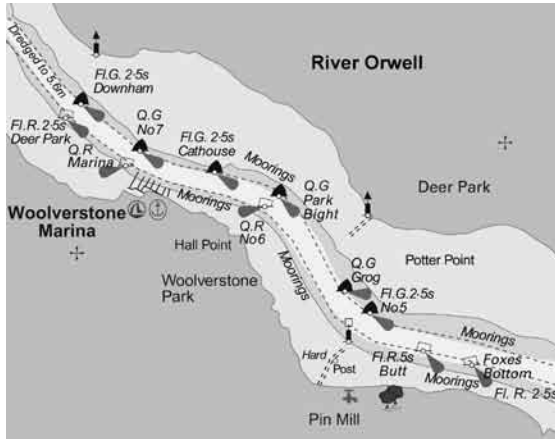 Dredged to 5.6m
River Orwell
Fl.G. 2·5s
Downham
Q.G
No7
Fl.G. 2·5s
Cathouse
Moorings
Fl.R. 2·5s
Deer Park
Q.R
Marina
Q.G
Park
Bight
Deer Park
Woolverstone
Marina
Moorings
Hall Point
Q.R
No6
Woolverstone
Park
Moorings
Q.G
Grog
Potter Point
Fl.G.2·5s
No5
Moorings
Hard
Post
Fl.R.5s
Butt
Moorings
Foxes
Bottom
Fl. R. 2·5s
Pin Mill